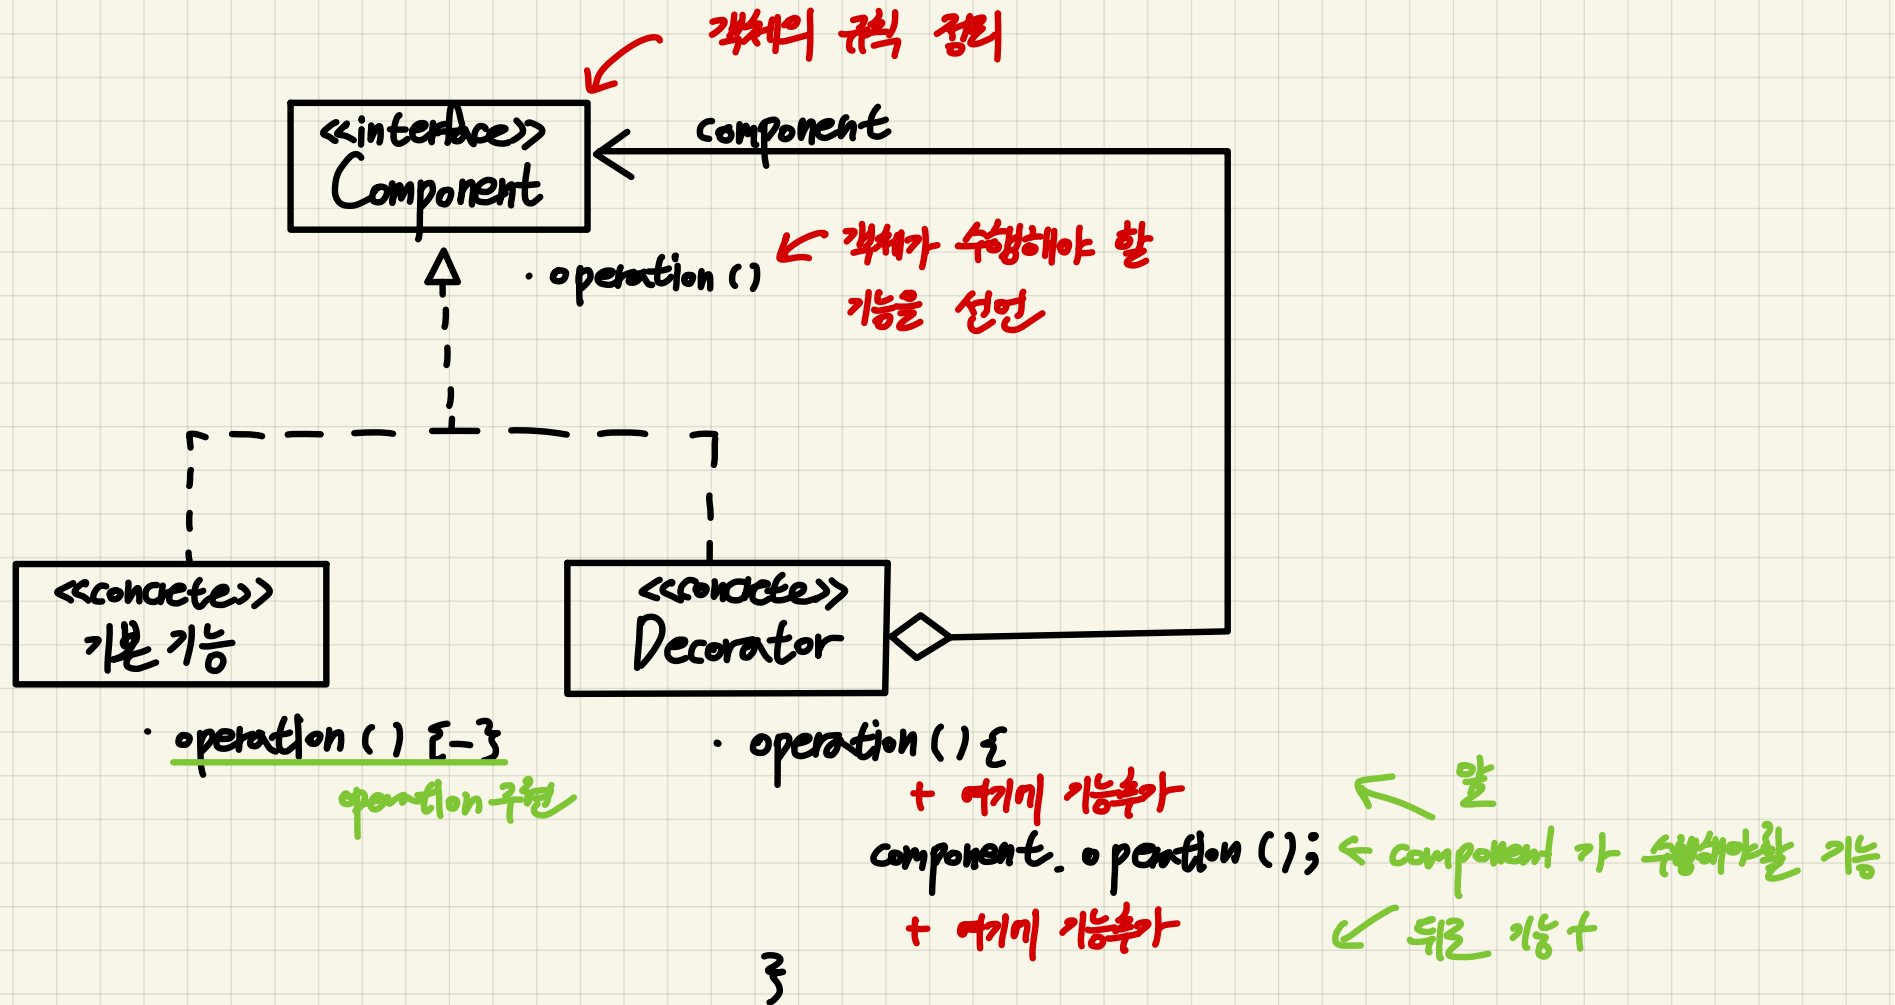 객체의 규칙 정리
<<interface>>
Component
component
· operation ()
객체가 수행해야 할
기능을 선언
<<concrete>>
기본 기능
<<concrete>>
Decorator
· operation () {-}
operation 구현
· operation () {
+ 여기에 기능추가
앞
component . operation () ;
component 가 수행해야할 기능
+ 여기에 기능추가
뒤로 기능 +
}